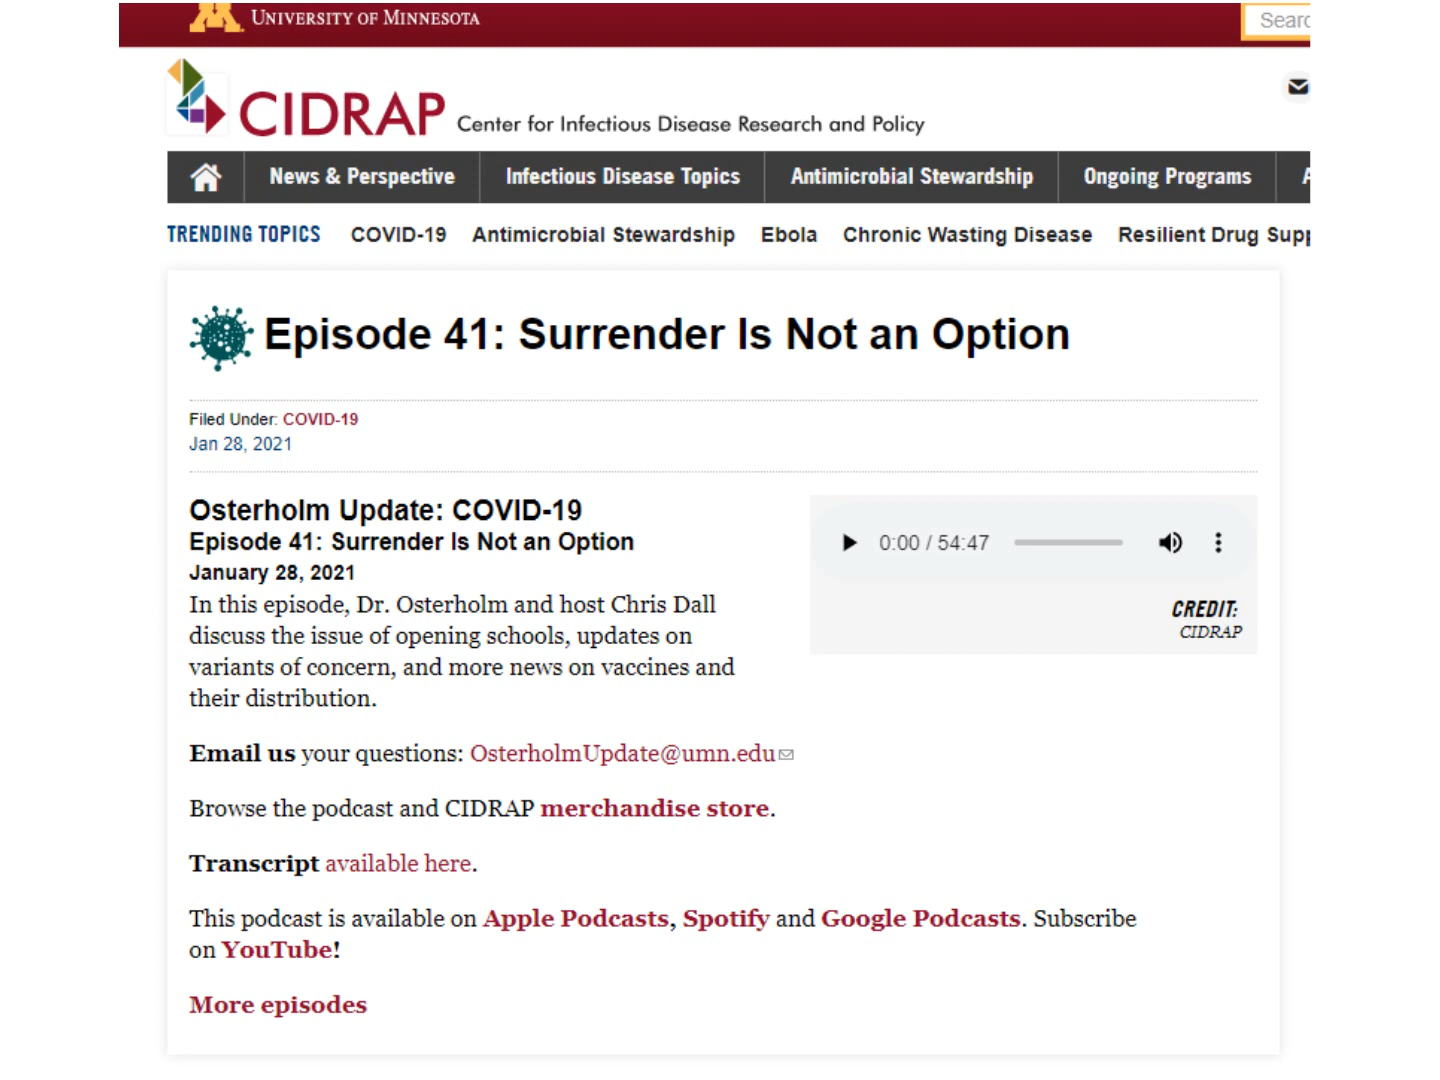 UNIVERSITY OF MINNESOTA
Searc
CIDRAP Center for Infectious Disease Research and Policy
News & Perspective Infectious Disease Topics Antimicrobial Stewardship Ongoing Programs
TRENDING TOPICS COVID-19 Antimicrobial Stewardship Ebola Chronic Wasting Disease Resilient Drug Supp
Episode 41: Surrender Is Not an Option
Filed Under: COVID-19
Jan 28, 2021
Osterholm Update: COVID-19
Episode 41: Surrender Is Not an Option
January 28, 2021
In this episode, Dr. Osterholm and host Chris Dall
discuss the issue of opening schools, updates on
variants of concern, and more news on vaccines and
their distribution.
0:00 / 54:47
CREDIT:
CIDRAP
Email us your questions: OsterholmUpdate@umn.edu
Browse the podcast and CIDRAP merchandise store.
Transcript available here.
This podcast is available on Apple Podcasts, Spotify and Google Podcasts. Subscribe
on YouTube!
More episodes